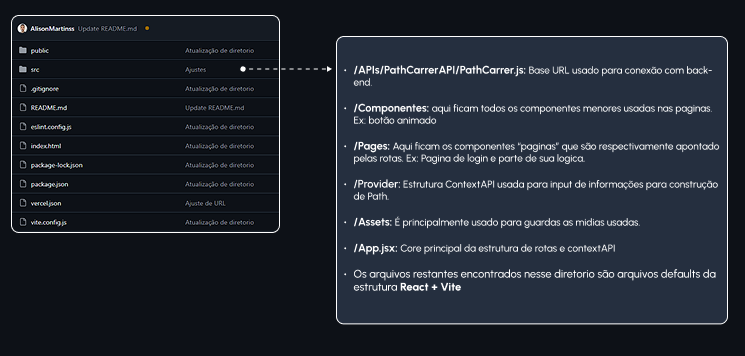 AlisonMartinss Update README.md
public Atualização de diretorio
src Ajustes
.gitignore Atualização de diretorio
README.md Update README.md
eslint.config.js Atualização de diretorio
index.html Atualização de diretorio
package-lock.json Atualização de diretorio
package.json Atualização de diretorio
vercel.json Ajuste de URL
vite.config.js Atualização de diretorio
• /APIs/PathCarrerAPI/PathCarrer.js: Base URL usado para conexão com back-
end.
• /Componentes: aqui ficam todos os componentes menores usadas nas paginas.
Ex: botão animado
• /Pages: Aqui ficam os componentes "paginas" que são respectivamente apontado
pelas rotas. Ex: Pagina de login e parte de sua logica.
• /Provider: Estrutura ContextAPI usada para input de informações para construção
de Path.
• /Assets: É principalmente usado para guardas as midias usadas.
• /App.jsx: Core principal da estrutura de rotas e contextAPI
• Os arquivos restantes encontrados nesse diretorio são arquivos defaults da
estrutura React + Vite